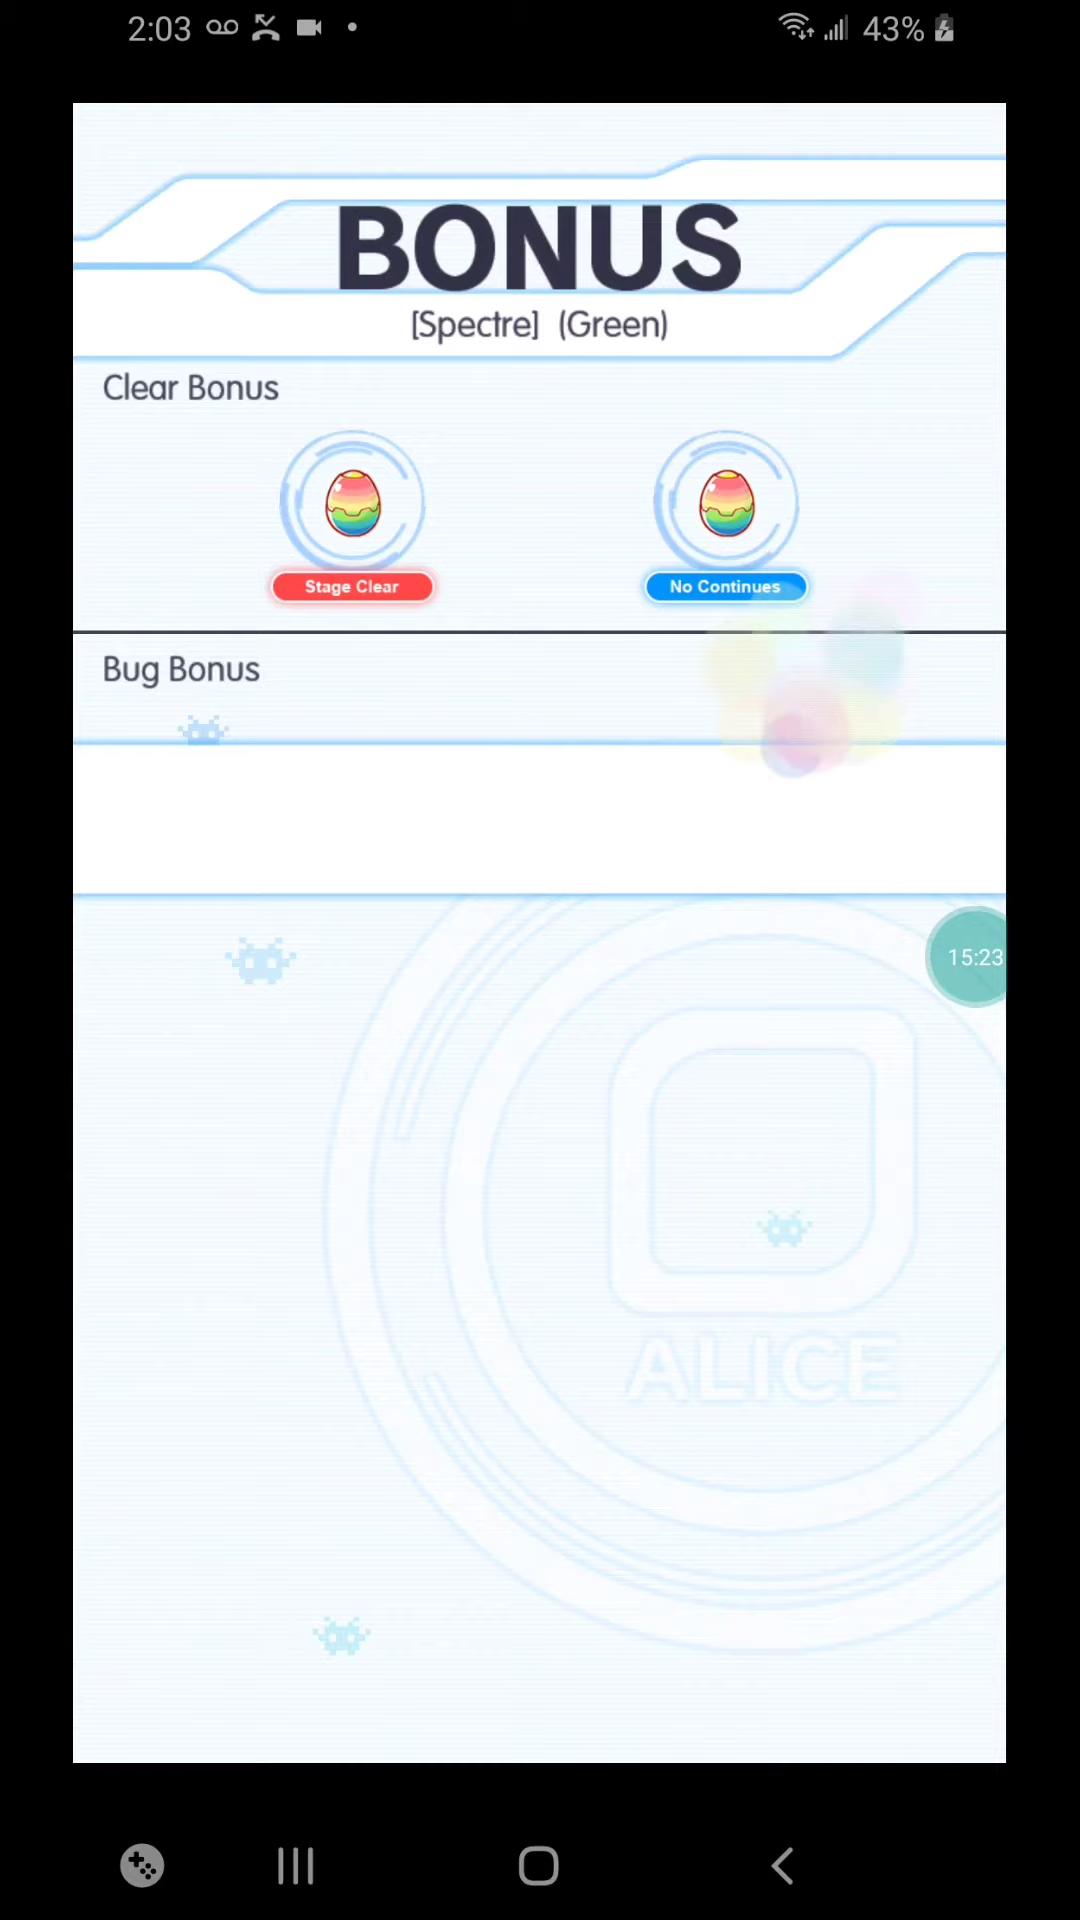 2:03
43%
BONUS
[Spectre] (Green)
Clear Bonus
Stage Clear
No Continues
Bug Bonus
15:23
ALICE